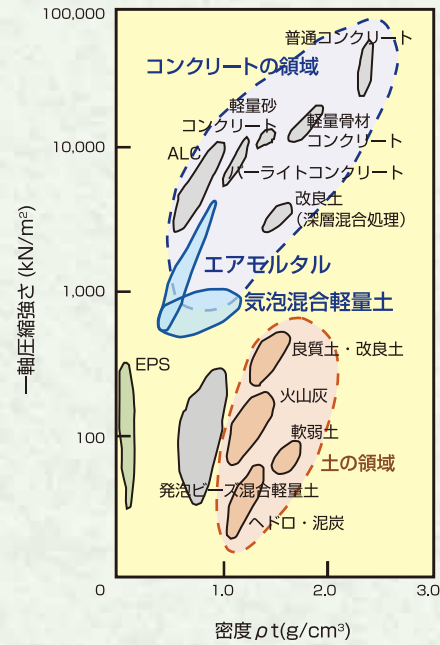 100,000
普通コンクリート
コンクリートの領域
軽量砂
コンクリート
軽量骨材
コンクリート
10,000
ALC
パーライトコンクリート
改良土
(深層混合処理)
エアモルタル
1,000
気泡混合軽量土
一軸圧縮強さ (kN/m²)
良質土・改良土
EPS
火山灰
軟弱土
100
土の領域
発泡ビーズ混合軽量土
ヘドロ・泥炭
0
1.0
2.0
3.0
密度 ρt(g/cm³)